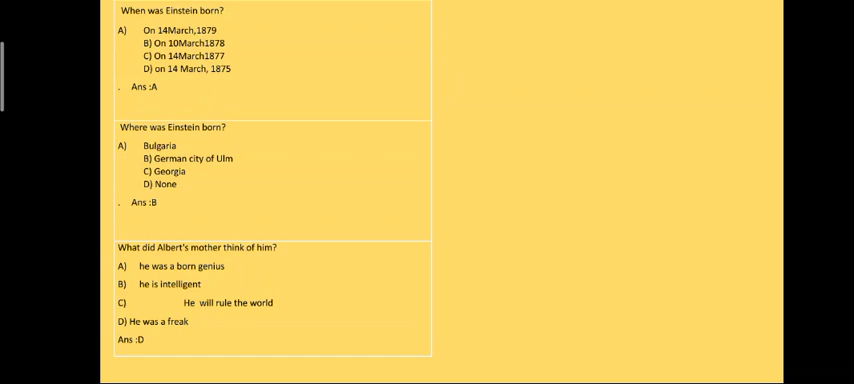 When was Einstein born?
A) On 14March,1879
B) On 10March1878
C) On 14March1877
D) on 14 March, 1875
. Ans :A
Where was Einstein born?
A) Bulgaria
B) German city of Ulm
C) Georgia
D) None
. Ans :B
What did Albert's mother think of him?
A) he was a born genius
B) he is intelligent
C) He will rule the world
D) He was a freak
Ans :D